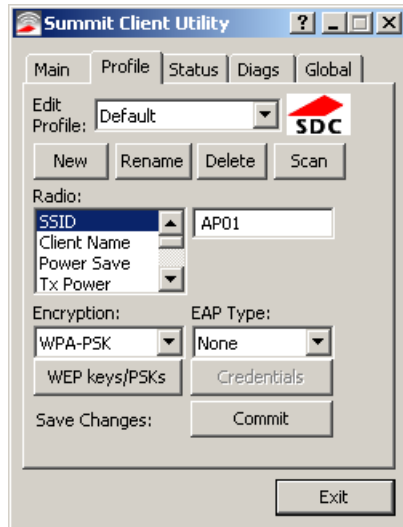 Summit Client Utility
Main Profile Status Diags Global
Edit
Profile: Default
SDC
New Rename Delete Scan
Radio:
SSID AP01
Client Name
Power Save
Tx Power
Encryption: EAP Type:
WPA-PSK None
WEP keys/PSKs Credentials
Save Changes: Commit
Exit